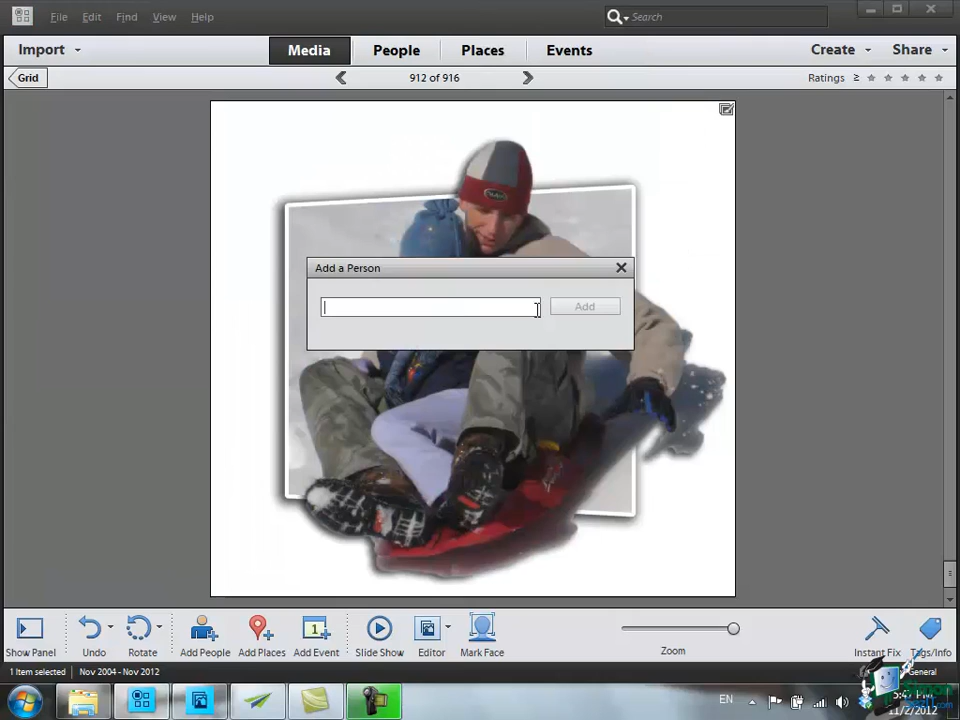 File Edit Find View Help
Search
Import Media People Places Events Create Share
Grid 912 of 916 Ratings ≥
Add a Person
Add
Show Panel Undo Rotate Add People Add Places Add Event Slide Show Editor Mark Face Zoom Instant Fix Tags/Info
1 Item selected Nov 2004 - Nov 2012 General
EN
11/2/2012